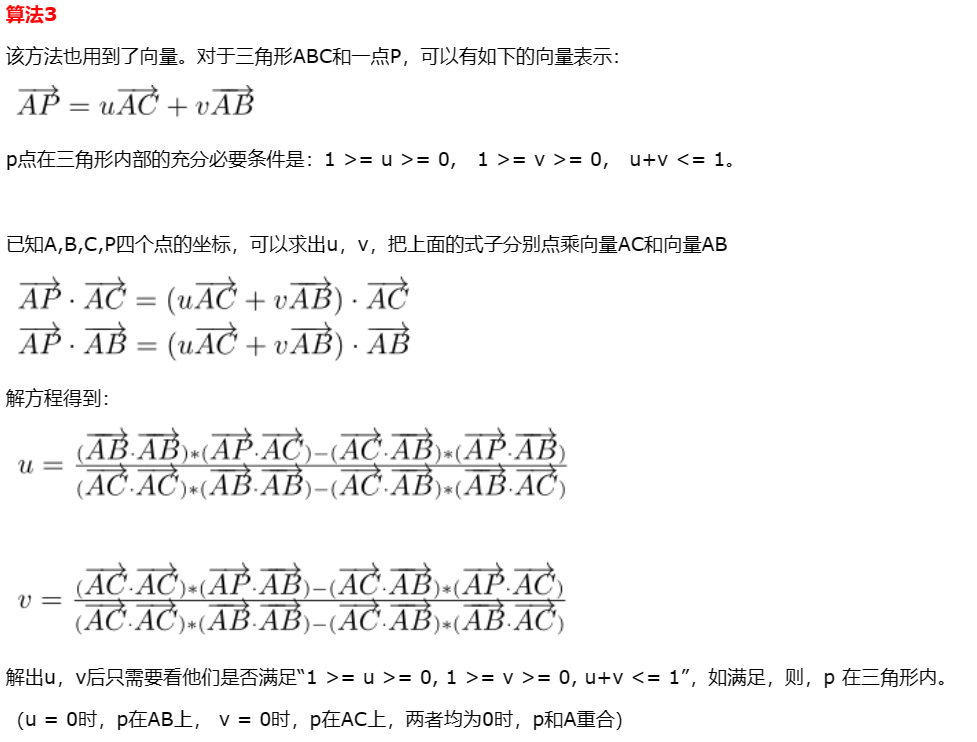 算法3
该方法也用到了向量。对于三角形ABC和一点P，可以有如下的向量表示：
$\overrightarrow{AP} = u\overrightarrow{AC} + v\overrightarrow{AB}$
p点在三角形内部的充分必要条件是：1 >= u >= 0， 1 >= v >= 0， u+v <= 1。
已知A,B,C,P四个点的坐标，可以求出u，v，把上面的式子分别点乘向量AC和向量AB
$\overrightarrow{AP} \cdot \overrightarrow{AC} = (u\overrightarrow{AC} + v\overrightarrow{AB}) \cdot \overrightarrow{AC}$
$\overrightarrow{AP} \cdot \overrightarrow{AB} = (u\overrightarrow{AC} + v\overrightarrow{AB}) \cdot \overrightarrow{AB}$
解方程得到：
$u = \frac{(\overrightarrow{AB} \cdot \overrightarrow{AB})*(\overrightarrow{AP} \cdot \overrightarrow{AC})-(\overrightarrow{AC} \cdot \overrightarrow{AB})*(\overrightarrow{AP} \cdot \overrightarrow{AB})}{(\overrightarrow{AC} \cdot \overrightarrow{AC})*(\overrightarrow{AB} \cdot \overrightarrow{AB})-(\overrightarrow{AC} \cdot \overrightarrow{AB})*(\overrightarrow{AB} \cdot \overrightarrow{AC})}$
$v = \frac{(\overrightarrow{AC} \cdot \overrightarrow{AC})*(\overrightarrow{AP} \cdot \overrightarrow{AB})-(\overrightarrow{AC} \cdot \overrightarrow{AB})*(\overrightarrow{AP} \cdot \overrightarrow{AC})}{(\overrightarrow{AC} \cdot \overrightarrow{AC})*(\overrightarrow{AB} \cdot \overrightarrow{AB})-(\overrightarrow{AC} \cdot \overrightarrow{AB})*(\overrightarrow{AB} \cdot \overrightarrow{AC})}$
解出u，v后只需要看他们是否满足“1 >= u >= 0, 1 >= v >= 0, u+v <= 1”，如满足，则，p 在三角形内。
(u = 0时，p在AB上， v = 0时，p在AC上，两者均为0时，p和A重合)